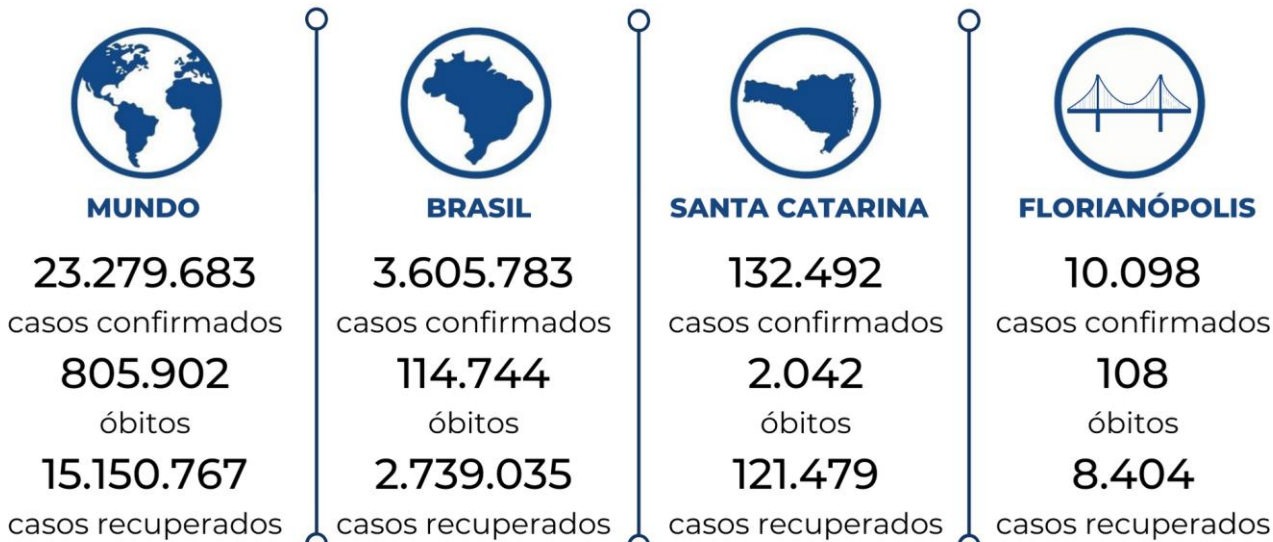 MUNDO
23.279.683
casos confirmados
805.902
óbitos
15.150.767
casos recuperados
BRASIL
3.605.783
casos confirmados
114.744
óbitos
2.739.035
casos recuperados
SANTA CATARINA
132.492
casos confirmados
2.042
óbitos
121.479
casos recuperados
FLORIANÓPOLIS
10.098
casos confirmados
108
óbitos
8.404
casos recuperados